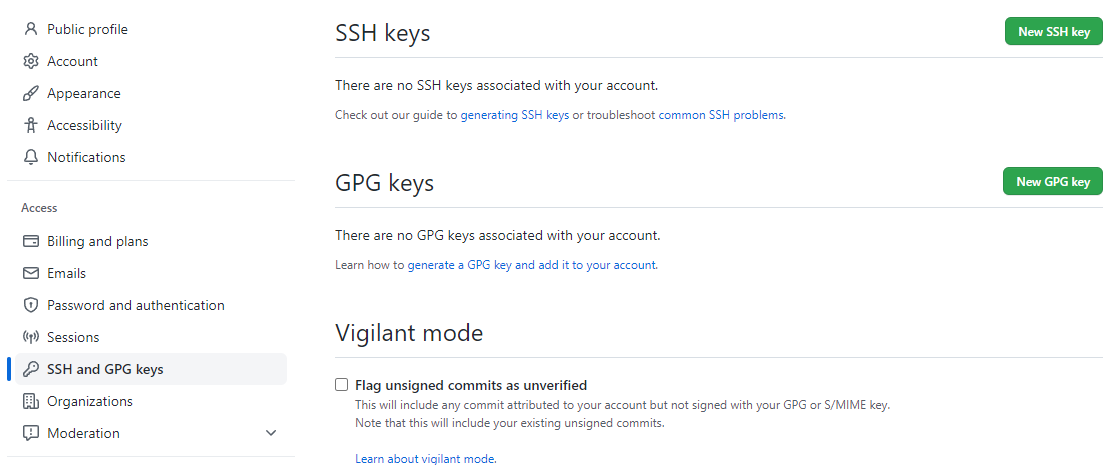 Public profile
Account
Appearance
Accessibility
Notifications
Access
Billing and plans
Emails
Password and authentication
Sessions
SSH and GPG keys
Organizations
Moderation
SSH keys
New SSH key
There are no SSH keys associated with your account.
Check out our guide to generating SSH keys or troubleshoot common SSH problems.
GPG keys
New GPG key
There are no GPG keys associated with your account.
Learn how to generate a GPG key and add it to your account.
Vigilant mode
Flag unsigned commits as unverified
This will include any commit attributed to your account but not signed with your GPG or S/MIME key.
Note that this will include your existing unsigned commits.
Learn about vigilant mode.